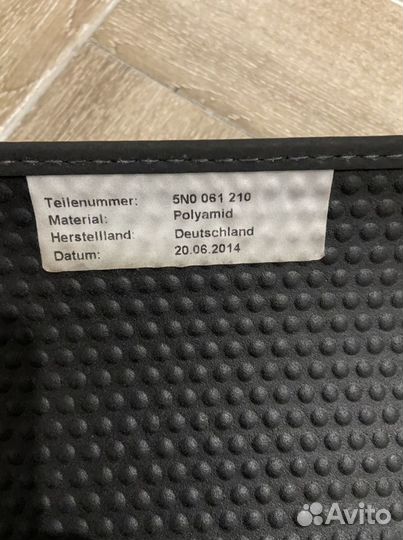 Teilenummer: 5N0 061 210
Material: Polyamid
Herstellland: Deutschland
Datum: 20.06.2014
Avito